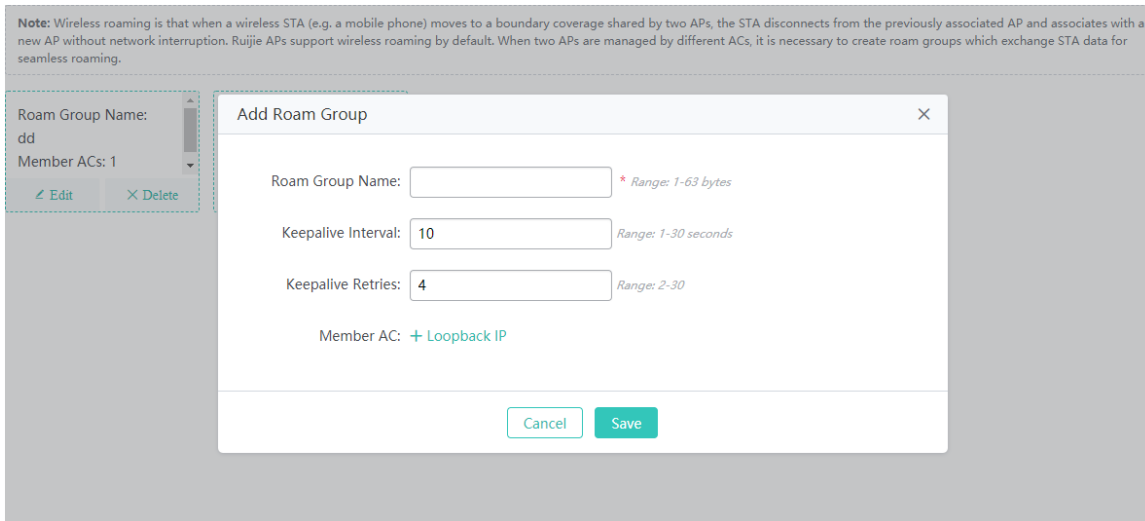 Note: Wireless roaming is that when a wireless STA (e.g. a mobile phone) moves to a boundary coverage shared by two APs, the STA disconnects from the previously associated AP and associates with a
new AP without network interruption. Ruijie APs support wireless roaming by default. When two APs are managed by different ACs, it is necessary to create roam groups which exchange STA data for
seamless roaming.
Roam Group Name:
dd
Member ACs: 1
Edit Delete
Add Roam Group
Roam Group Name: * Range: 1-63 bytes
Keepalive Interval: 10 Range: 1-30 seconds
Keepalive Retries: 4 Range: 2-30
Member AC: + Loopback IP
Cancel Save